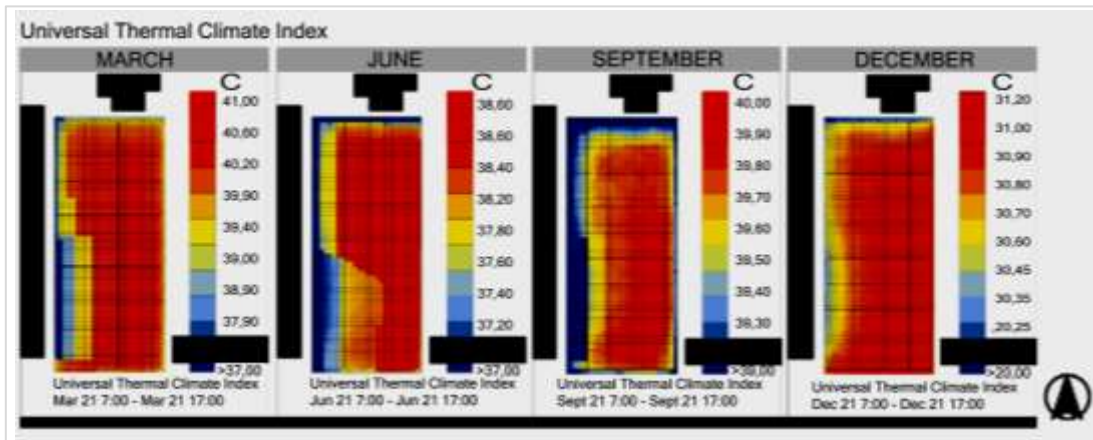 Universal Thermal Climate Index
MARCH
C
41,00
40,60
40,20
39,90
39,40
39,00
38,90
37,90
>37,00
Universal Thermal Climate Index
Mar 21 7:00 - Mar 21 17:00
JUNE
C
38,60
38,60
38,40
38,20
37,80
37,60
37,40
37,20
>37,00
Universal Thermal Climate Index
Jun 21 7:00 - Jun 21 17:00
SEPTEMBER
C
40,00
39,90
39,80
39,70
39,60
39,50
39,40
39,30
Universal Thermal Climate Index
Sept 21 7:00 - Sept 21 17:00
DECEMBER
C
31,20
31,00
30,90
30,80
30,70
30,60
30,45
30,35
,20,25
>20,00
Universal Thermal Climate Index
Dec 21 7:00 - Dec 21 17:00